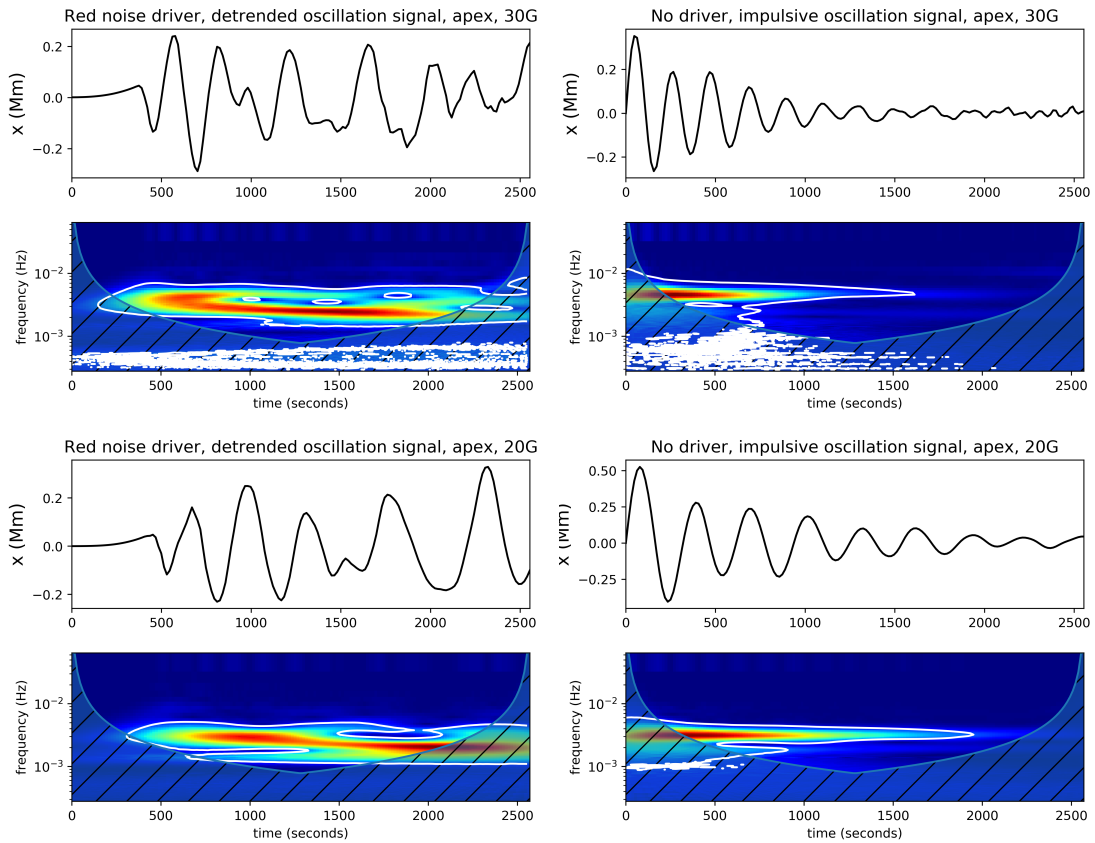 Red noise driver, detrended oscillation signal, apex, 30G
x (Mm)
0.2
0.0
−0.2
0 500 1000 1500 2000 2500
frequency (Hz)
10−2
10−3
0 500 1000 1500 2000 2500
time (seconds)
No driver, impulsive oscillation signal, apex, 30G
x (Mm)
0.2
0.0
−0.2
0 500 1000 1500 2000 2500
frequency (Hz)
10−2
10−3
0 500 1000 1500 2000 2500
time (seconds)
Red noise driver, detrended oscillation signal, apex, 20G
x (Mm)
0.2
0.0
−0.2
0 500 1000 1500 2000 2500
frequency (Hz)
10−2
10−3
0 500 1000 1500 2000 2500
time (seconds)
No driver, impulsive oscillation signal, apex, 20G
x (Mm)
0.50
0.25
0.00
−0.25
0 500 1000 1500 2000 2500
frequency (Hz)
10−2
10−3
0 500 1000 1500 2000 2500
time (seconds)